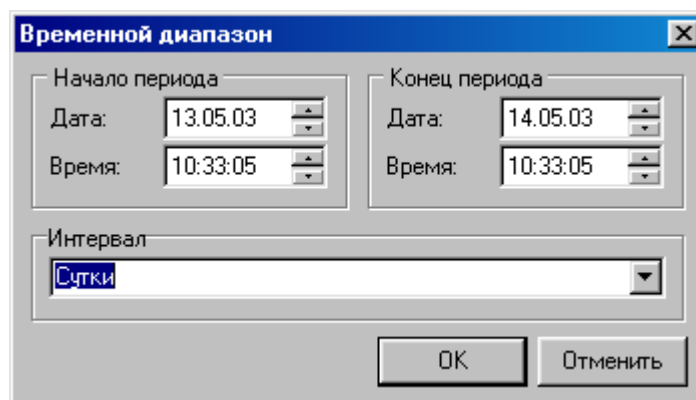 Временной диапазон
Начало периода
Дата: 13.05.03
Время: 10:33:05
Конец периода
Дата: 14.05.03
Время: 10:33:05
Интервал
Сутки
OK Отменить